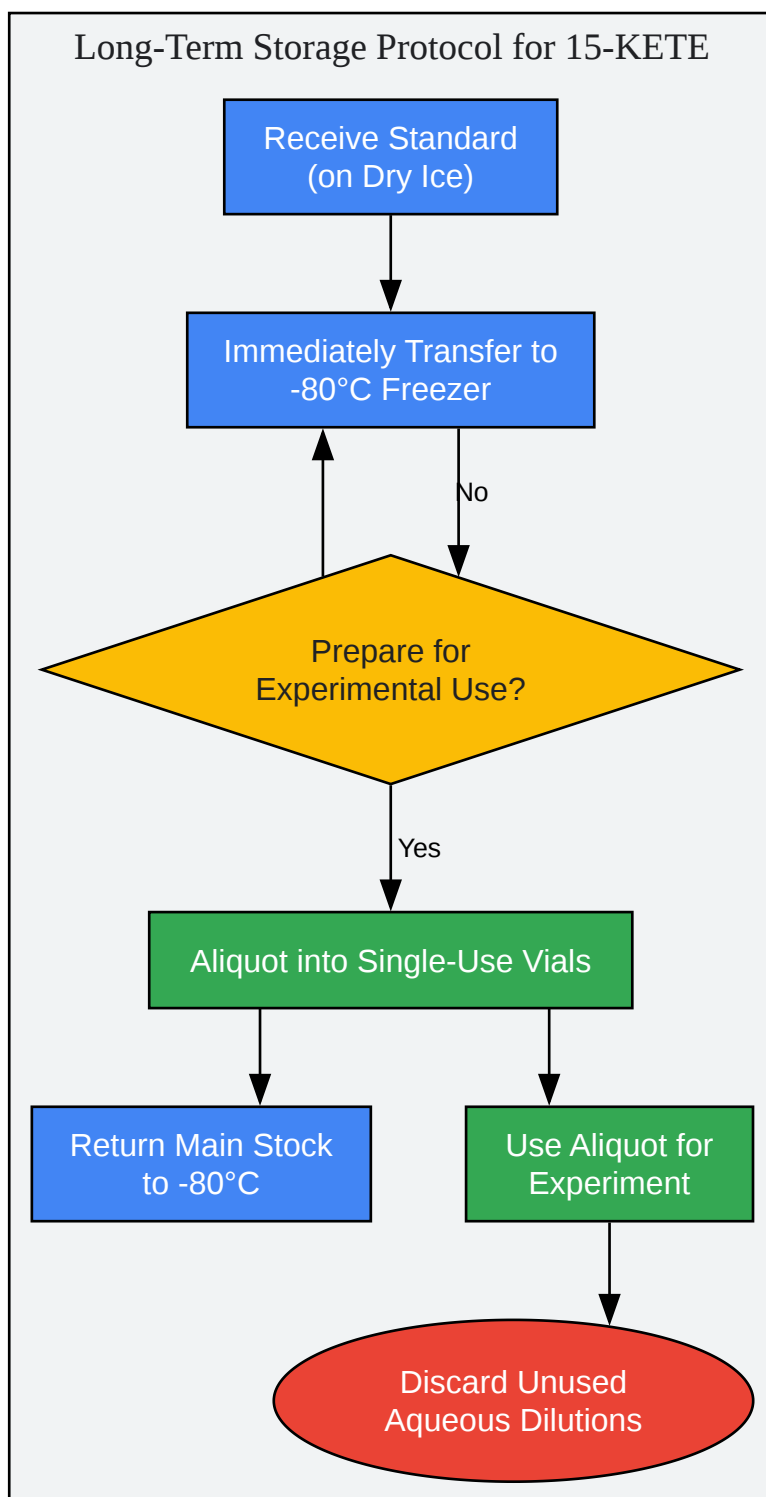 Long-Term Storage Protocol for 15-KETE
Receive Standard
(on Dry Ice)
Immediately Transfer to
-80°C Freezer
No
Prepare for
Experimental Use?
Yes
Aliquot into Single-Use Vials
Return Main Stock
to -80°C
Use Aliquot for
Experiment
Discard Unused
Aqueous Dilutions